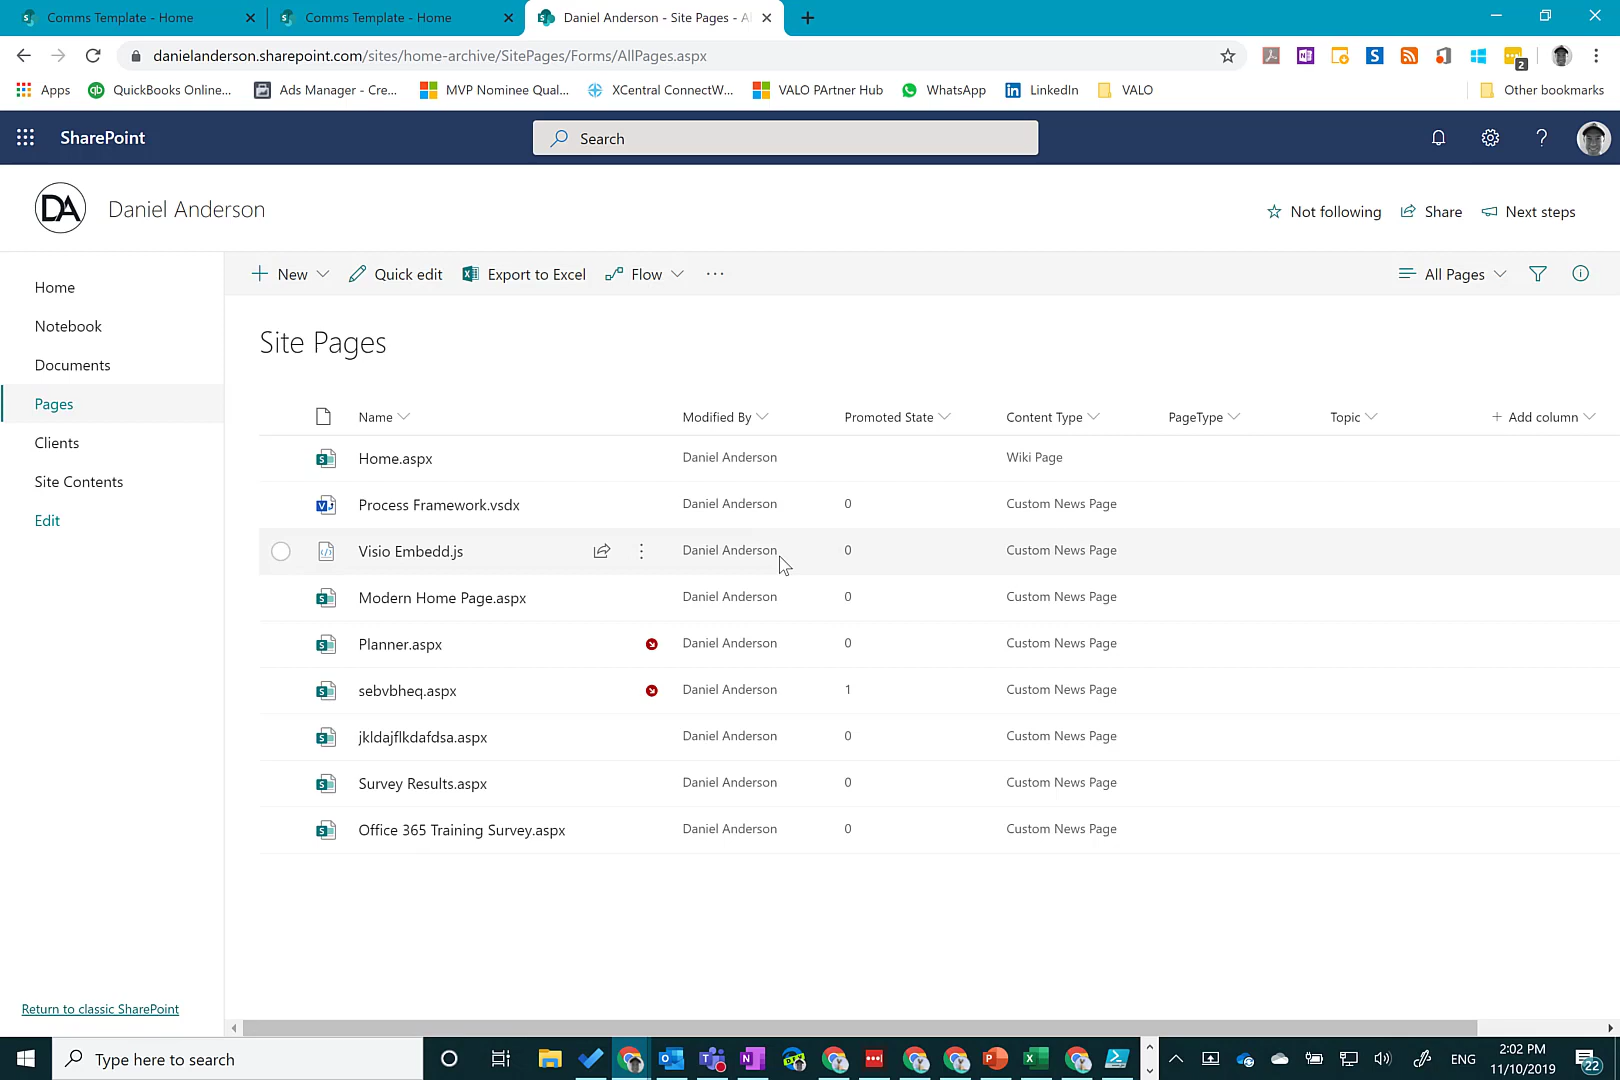 Comms Template - Home
Comms Template - Home
Daniel Anderson - Site Pages - Al
danielanderson.sharepoint.com/sites/home-archive/SitePages/Forms/AllPages.aspx
2
Apps
QuickBooks Online...
Ads Manager - Cre...
MVP Nominee Qual...
XCentral ConnectW...
VALO PArtner Hub
WhatsApp
LinkedIn
VALO
Other bookmarks
SharePoint
Search
DA
Daniel Anderson
Not following
Share
Next steps
New
Quick edit
Export to Excel
Flow
All Pages
Home
Notebook
Documents
Pages
Clients
Site Contents
Edit
Return to classic SharePoint
Site Pages
Name Modified By Promoted State Content Type PageType Topic + Add column
Home.aspx Daniel Anderson Wiki Page
Process Framework.vsdx Daniel Anderson 0 Custom News Page
Visio Embedd.js Daniel Anderson 0 Custom News Page
Modern Home Page.aspx Daniel Anderson 0 Custom News Page
Planner.aspx Daniel Anderson 0 Custom News Page
sebvbheq.aspx Daniel Anderson 1 Custom News Page
jkldajflkdafdsa.aspx Daniel Anderson 0 Custom News Page
Survey Results.aspx Daniel Anderson 0 Custom News Page
Office 365 Training Survey.aspx Daniel Anderson 0 Custom News Page
Type here to search
ENG
2:02 PM
11/10/2019
22